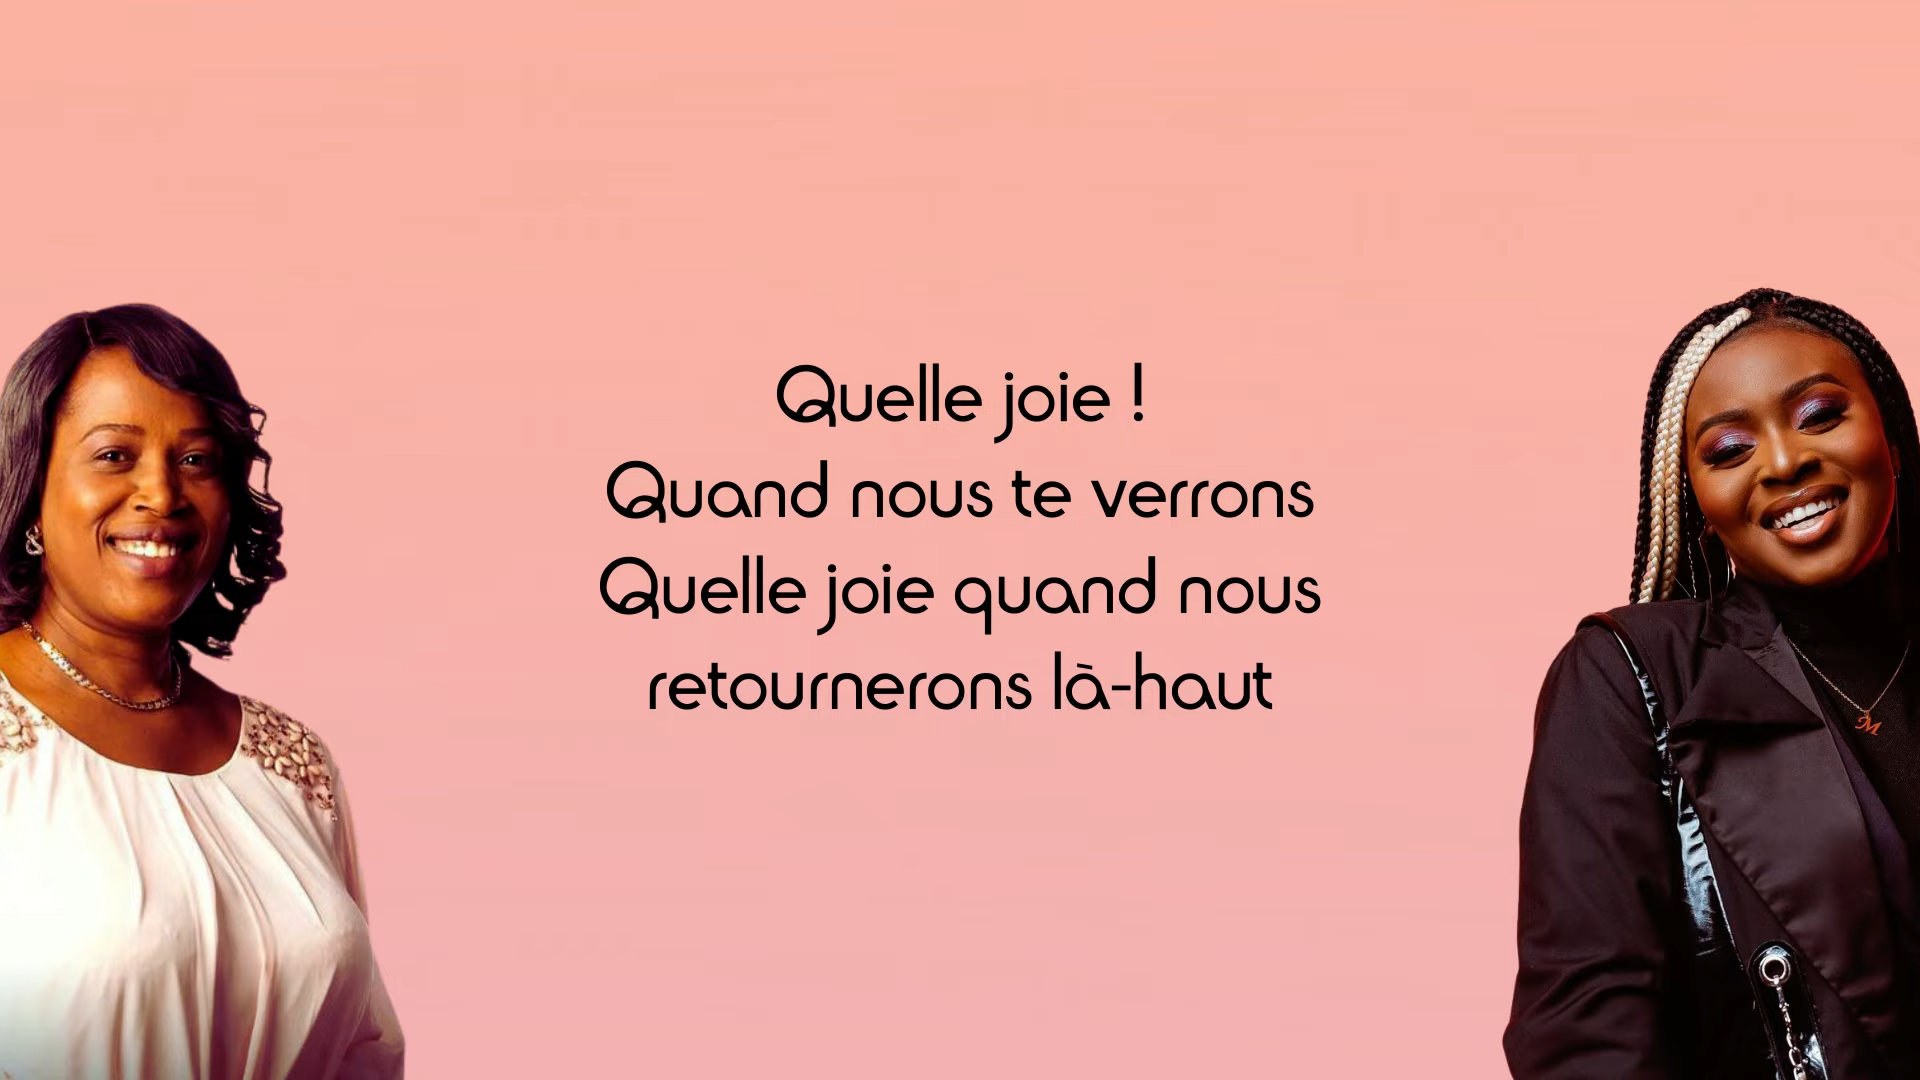 Quelle joie !
Quand nous te verrons
Quelle joie quand nous
retournerons là-haut
M